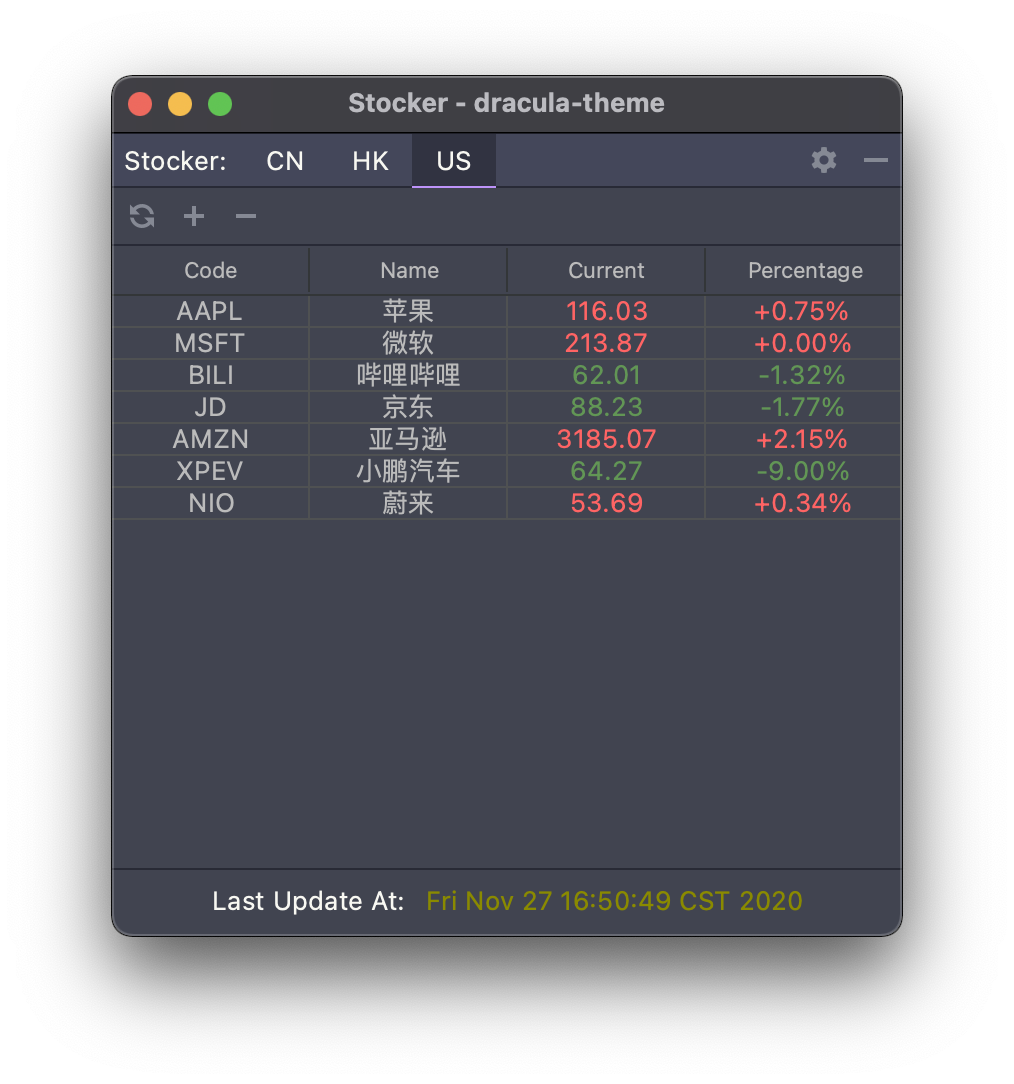 Stocker - dracula-theme
Stocker: CN HK US
Code Name Current Percentage
AAPL 苹果 116.03 +0.75%
MSFT 微软 213.87 +0.00%
BILI 哔哩哔哩 62.01 -1.32%
JD 京东 88.23 -1.77%
AMZN 亚马逊 3185.07 +2.15%
XPEV 小鹏汽车 64.27 -9.00%
NIO 蔚来 53.69 +0.34%
Last Update At: Fri Nov 27 16:50:49 CST 2020